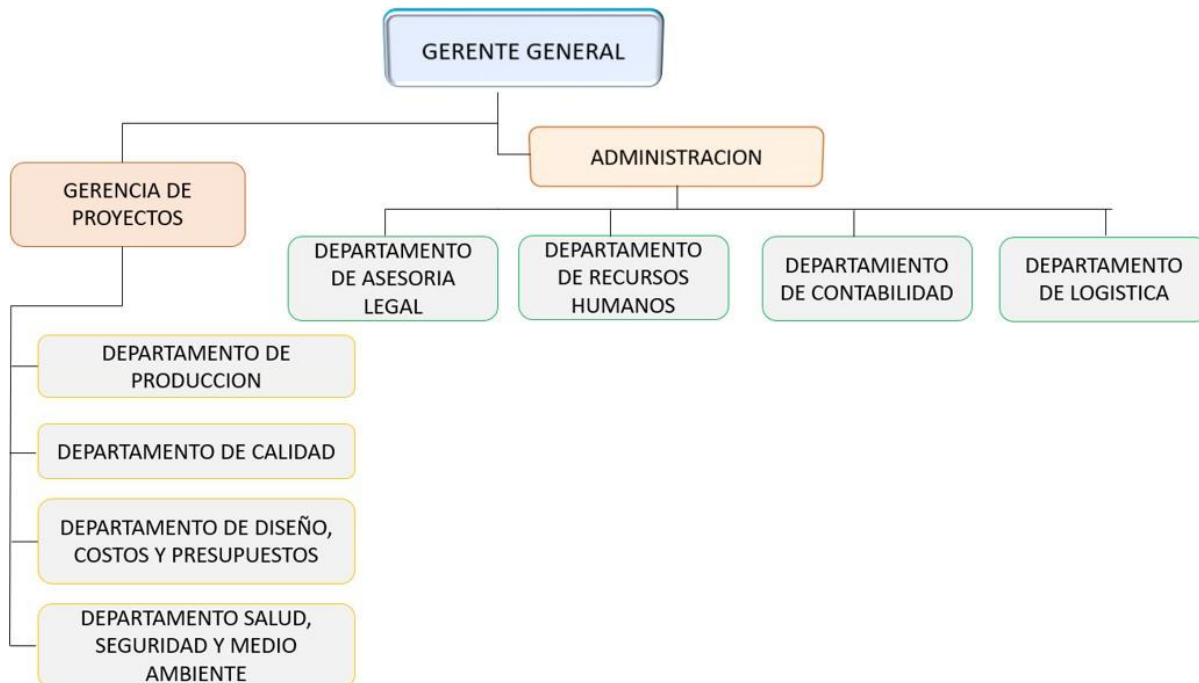 GERENTE GENERAL
ADMINISTRACION
GERENCIA DE
PROYECTOS
DEPARTAMENTO
DE ASESORIA
LEGAL
DEPARTAMENTO
DE RECURSOS
HUMANOS
DEPARTAMIENTO
DE CONTABILIDAD
DEPARTAMENTO
DE LOGISTICA
DEPARTAMENTO DE
PRODUCCION
DEPARTAMENTO DE CALIDAD
DEPARTAMENTO DE DISEÑO,
COSTOS Y PRESUPUESTOS
DEPARTAMENTO SALUD,
SEGURIDAD Y MEDIO
AMBIENTE